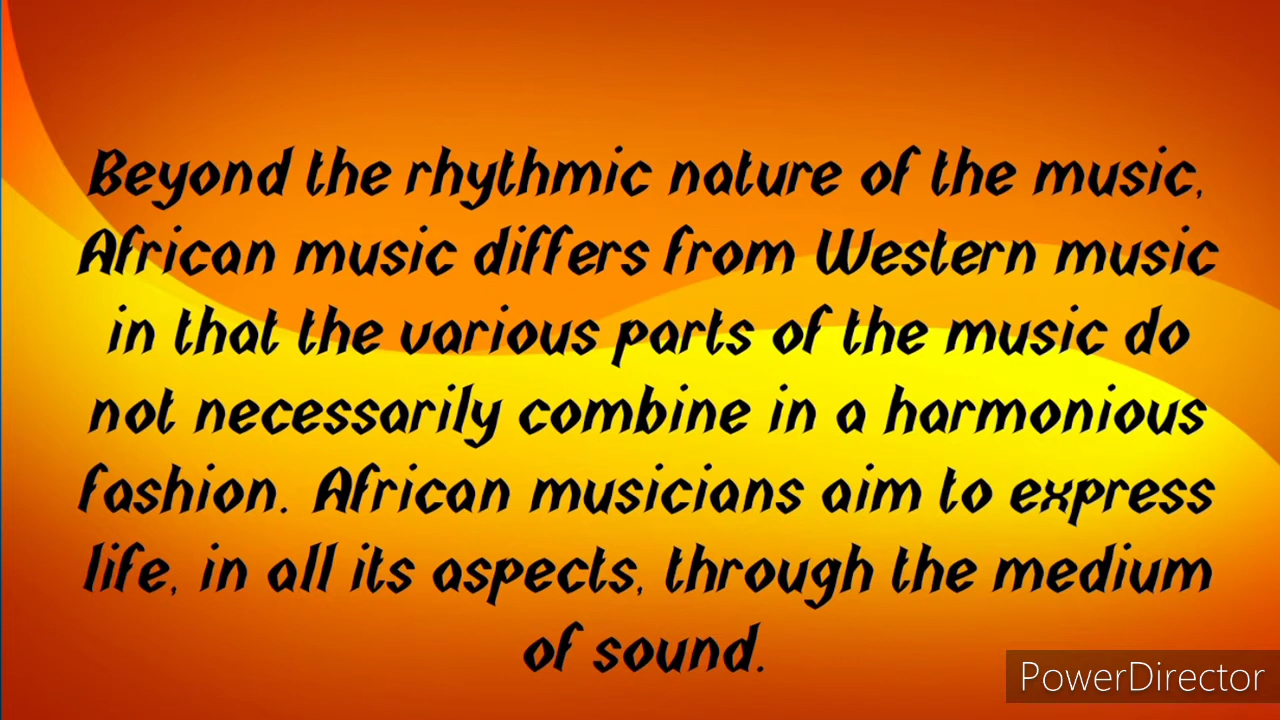 Beyond the rhythmic nature of the music,
African music differs from Western music
in that the various parts of the music do
not necessarily combine in a harmonious
fashion. African musicians aim to express
life, in all its aspects, through the medium
of sound.
PowerDirector